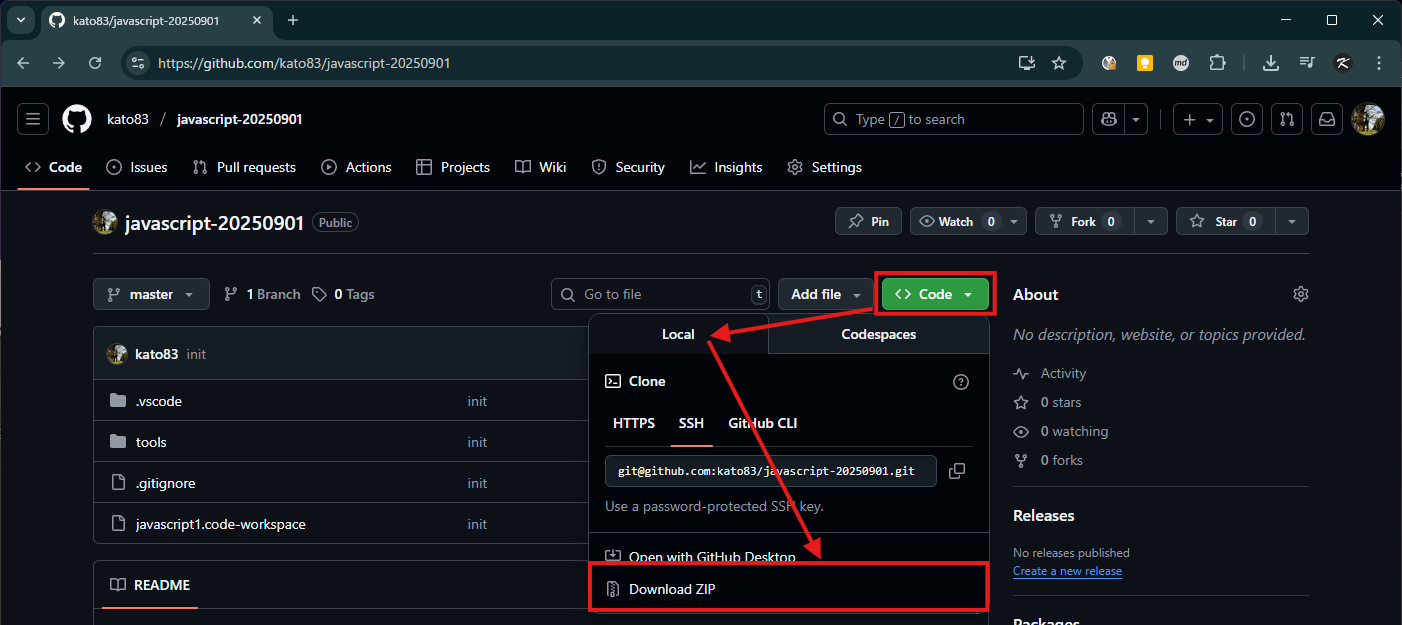 kato83/javascript-20250901
https://github.com/kato83/javascript-20250901
md
kato83 / javascript-20250901
Type / to search
Code Issues Pull requests Actions Projects Wiki Security Insights Settings
javascript-20250901 Public
Pin Watch 0 Fork 0 Star 0
master 1 Branch 0 Tags Go to file t Add file Code
About
No description, website, or topics provided.
Local Codespaces
kato83 init
Activity
Clone
.vscode init
0 stars
HTTPS SSH GitHub CLI
0 watching
tools init
0 forks
git@github.com:kato83/javascript-20250901.git
.gitignore init
Use a password-protected SSH key.
Releases
javascript1.code-workspace init
No releases published
Open with GitHub Desktop
Create a new release
README
Download ZIP
Packages